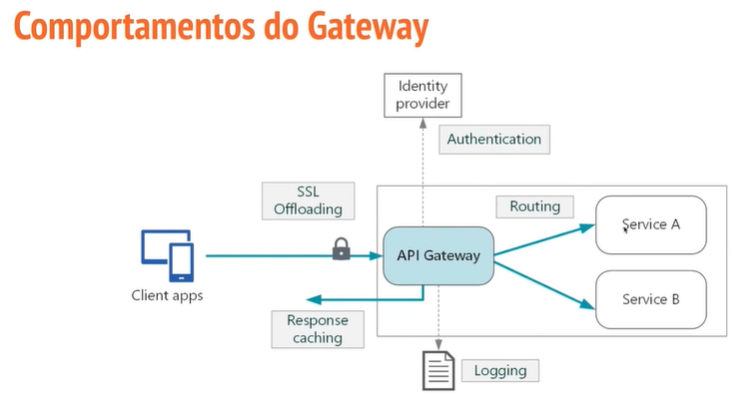 Comportamentos do Gateway
Identity
provider
Authentication
SSL
Offloading
Routing
Service A
API Gateway
Client apps
Service B
Response
caching
Logging